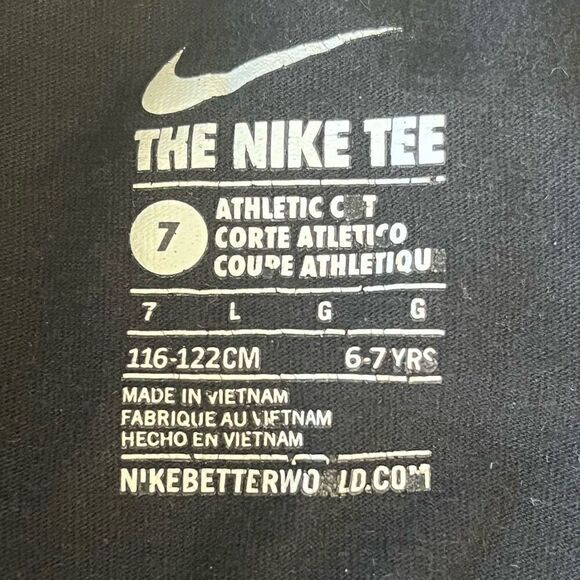 THE NIKE TEE
7
ATHLETIC CUT
CORTE ATLETICO
COUPE ATHLETIQUE
7 L G G
116-122CM 6-7 YRS
MADE IN VIETNAM
FABRIQUE AU VIETNAM
HECHO EN VIETNAM
NIKEBETTERWORLD.COM